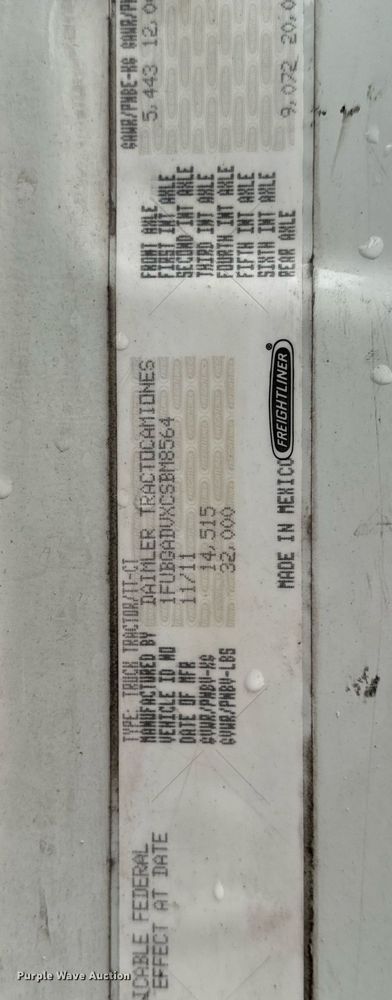 ICABLE FEDERAL
EFFECT AT DATE
TYPE: TRUCK TRACTOR/TT-CT
MANUFACTURED BY DAIMLER TRACTOCAMIONES
VEHICLE ID NO 1FUBGADVXCSBM8564
DATE OF MFR 11/11
GVWR/PNBV-KG 14,515
GVWR/PNBV-LBS 32,000
MADE IN MEXICO FREIGHTLINER®
GAWR/PNBE-KG GAWR/PN
FRONT AXLE 5,443 12,0
FIRST INT AXLE
SECOND INT AXLE
THIRD INT AXLE
FOURTH INT AXLE
FIFTH INT AXLE
SIXTH INT AXLE
REAR AXLE 9,072 20,0
Purple Wave Auction